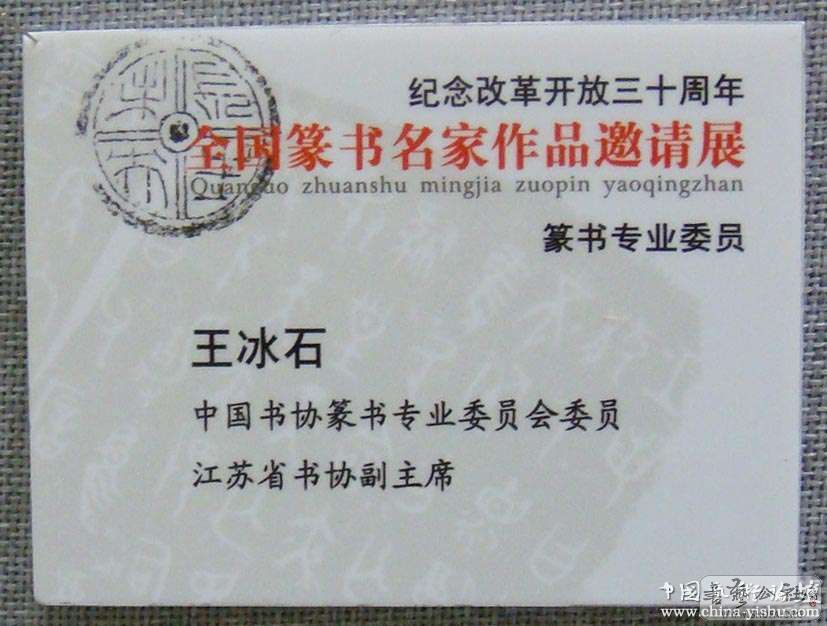 纪念改革开放三十周年
全国篆书名家作品邀请展
Quanguo zhuanshu mingjia zuopin yaoqingzhan
篆书专业委员
王冰石
中国书协篆书专业委员会委员
江苏省书协副主席
www.china-yishu.com